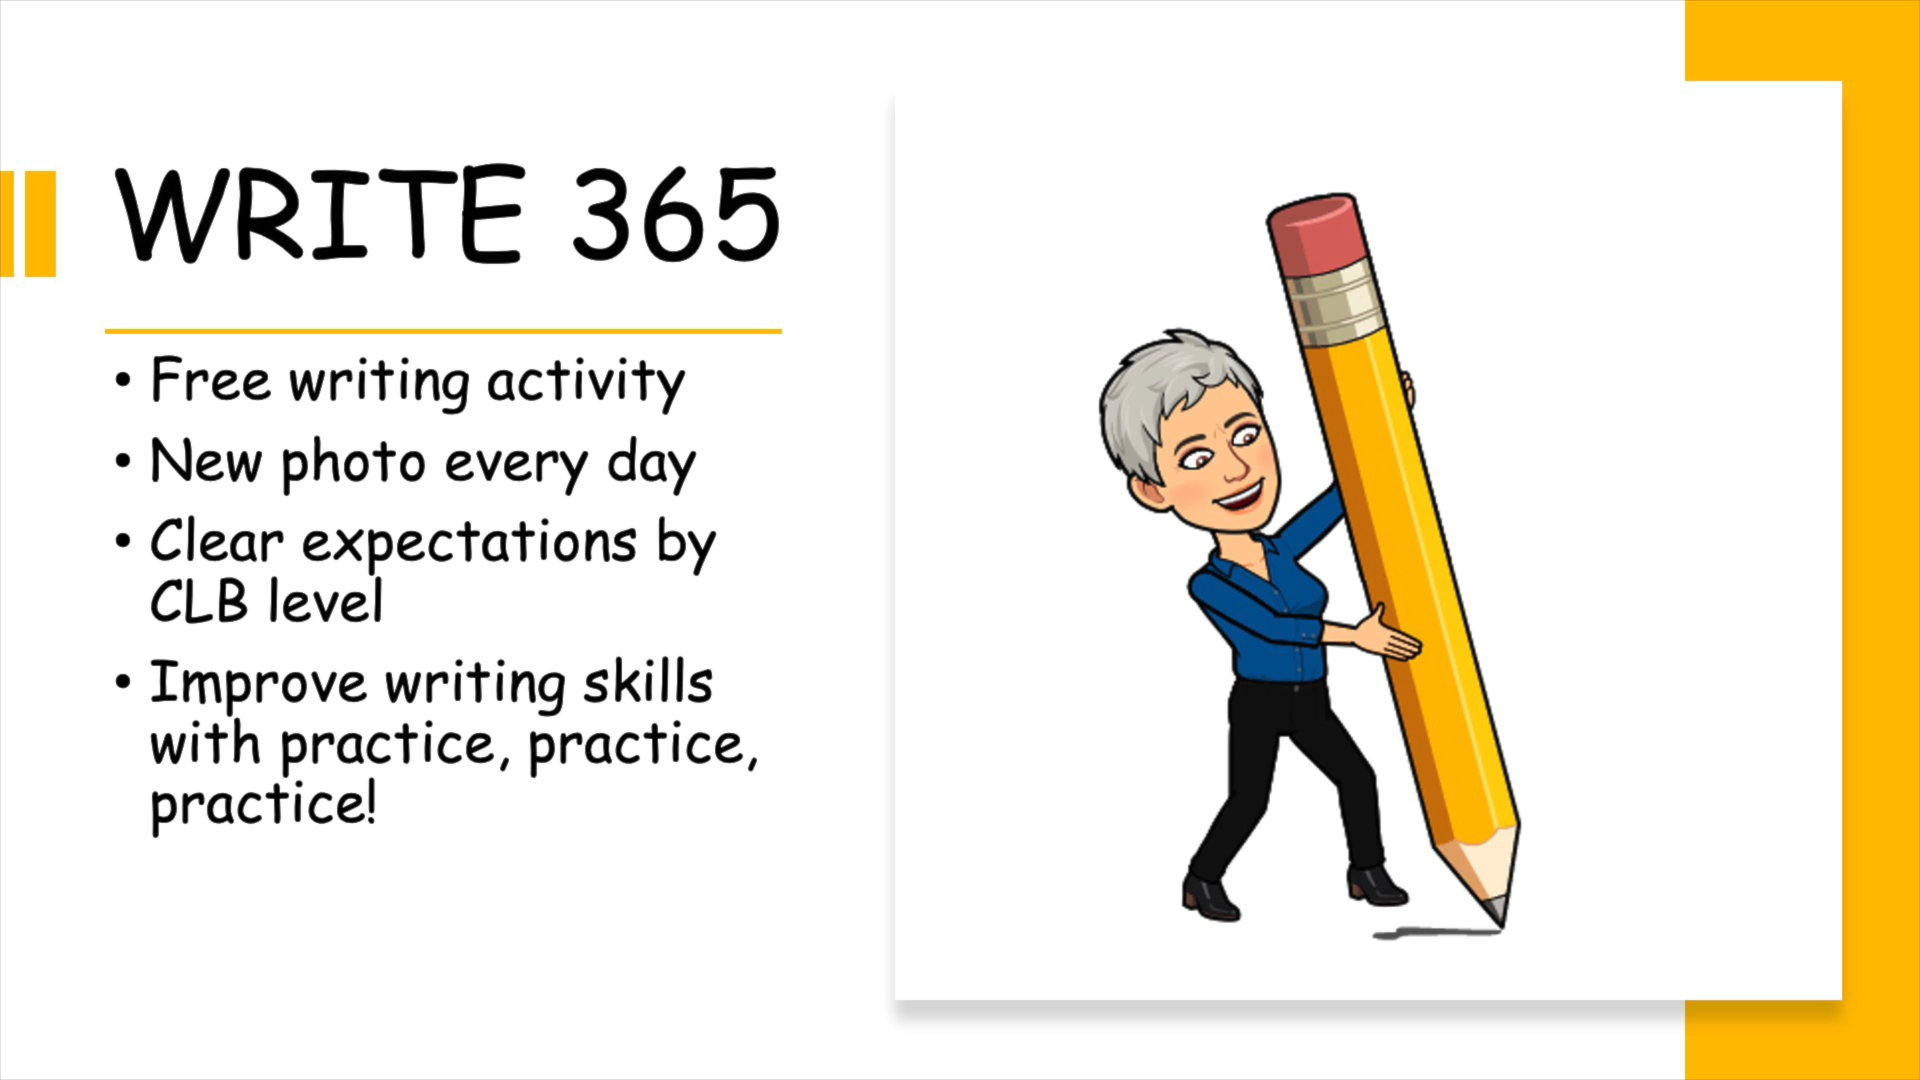 WRITE 365
• Free writing activity
• New photo every day
• Clear expectations by
CLB level
• Improve writing skills
with practice, practice,
practice!